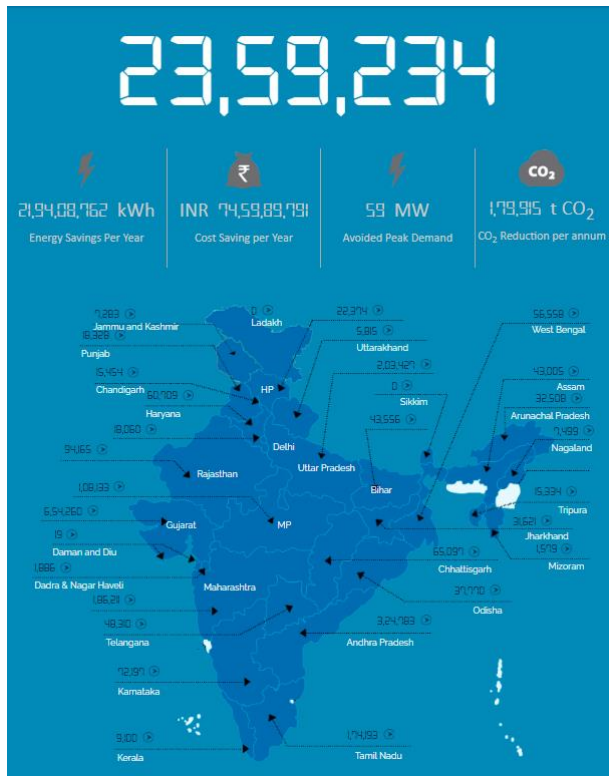 23,59,234
CO₂
₹
21,94,08,762 kWh
INR 74,59,89,791
59 MW
1,79,915 t CO₂
Energy Savings Per Year
Cost Saving per Year
Avoided Peak Demand
CO₂ Reduction per annum
7,283
Jammu and Kashmir
0
Ladakh
22,374
56,558
West Bengal
18,328
Punjab
5,815
Uttarakhand
15,454
Chandigarh
HP
2,03,427
43,005
Assam
60,709
Haryana
0
Sikkim
32,508
Arunachal Pradesh
18,060
Delhi
43,556
7,499
Nagaland
94,165
Rajasthan
Uttar Pradesh
Bihar
15,334
Tripura
1,08,133
MP
6,54,260
Gujarat
31,621
Jharkhand
19
Daman and Diu
65,097
Chhattisgarh
1,579
Mizoram
1,886
Dadra & Nagar Haveli
Maharashtra
37,770
Odisha
1,86,211
48,310
Telangana
3,24,783
Andhra Pradesh
72,197
Karnataka
9,100
Kerala
1,74,193
Tamil Nadu